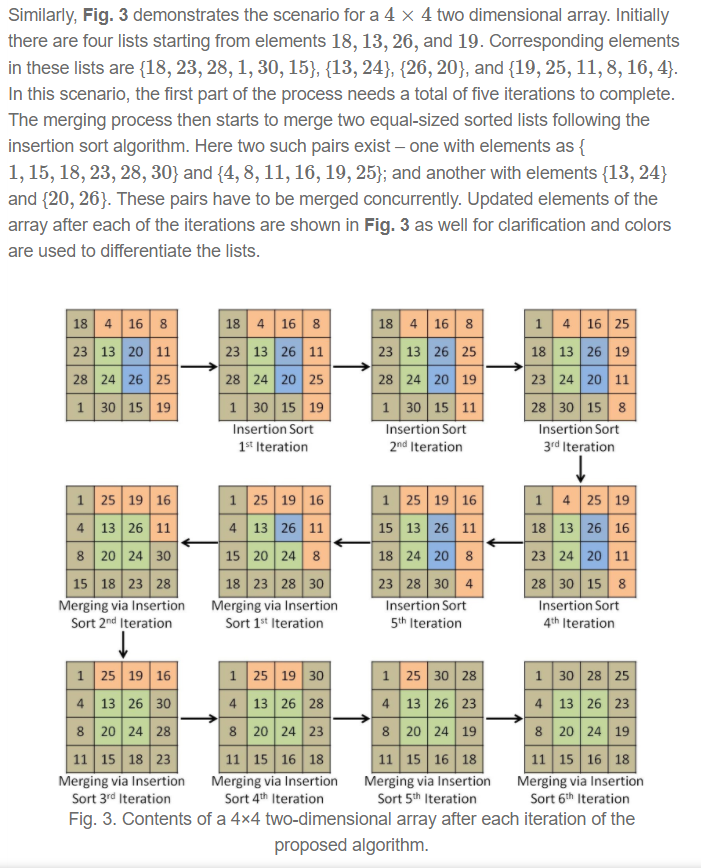 Similarly, Fig. 3 demonstrates the scenario for a 4 × 4 two dimensional array. Initially
there are four lists starting from elements 18, 13, 26, and 19. Corresponding elements
in these lists are {18, 23, 28, 1, 30, 15}, {13, 24}, {26, 20}, and {19, 25, 11, 8, 16, 4}.
In this scenario, the first part of the process needs a total of five iterations to complete.
The merging process then starts to merge two equal-sized sorted lists following the
insertion sort algorithm. Here two such pairs exist – one with elements as {
1, 15, 18, 23, 28, 30} and {4, 8, 11, 16, 19, 25}; and another with elements {13, 24}
and {20, 26}. These pairs have to be merged concurrently. Updated elements of the
array after each of the iterations are shown in Fig. 3 as well for clarification and colors
are used to differentiate the lists.
18 4 16 8 18 4 16 8 18 4 16 8 1 4 16 25
23 13 20 11 23 13 26 11 23 13 26 25 18 13 26 19
28 24 26 25 28 24 20 25 28 24 20 19 23 24 20 11
1 30 15 19 1 30 15 19 1 30 15 11 28 30 15 8
Insertion Sort Insertion Sort Insertion Sort
1st Iteration 2nd Iteration 3rd Iteration
1 25 19 16 1 25 19 16 1 25 19 16 1 4 25 19
4 13 26 11 4 13 26 11 15 13 26 11 18 13 26 16
8 20 24 30 15 20 24 8 18 24 20 8 23 24 20 11
15 18 23 28 18 23 28 30 23 28 30 4 28 30 15 8
Merging via Insertion Merging via Insertion Insertion Sort Insertion Sort
Sort 2nd Iteration Sort 1st Iteration 5th Iteration 4th Iteration
1 25 19 16 1 25 19 30 1 25 30 28 1 30 28 25
4 13 26 30 4 13 26 28 4 13 26 23 4 13 26 23
8 20 24 28 8 20 24 23 8 20 24 19 8 20 24 19
11 15 18 23 11 15 16 18 11 15 16 18 11 15 16 18
Merging via Insertion Merging via Insertion Merging via Insertion Merging via Insertion
Sort 3rd Iteration Sort 4th Iteration Sort 5th Iteration Sort 6th Iteration
Fig. 3. Contents of a 4×4 two-dimensional array after each iteration of the
proposed algorithm.